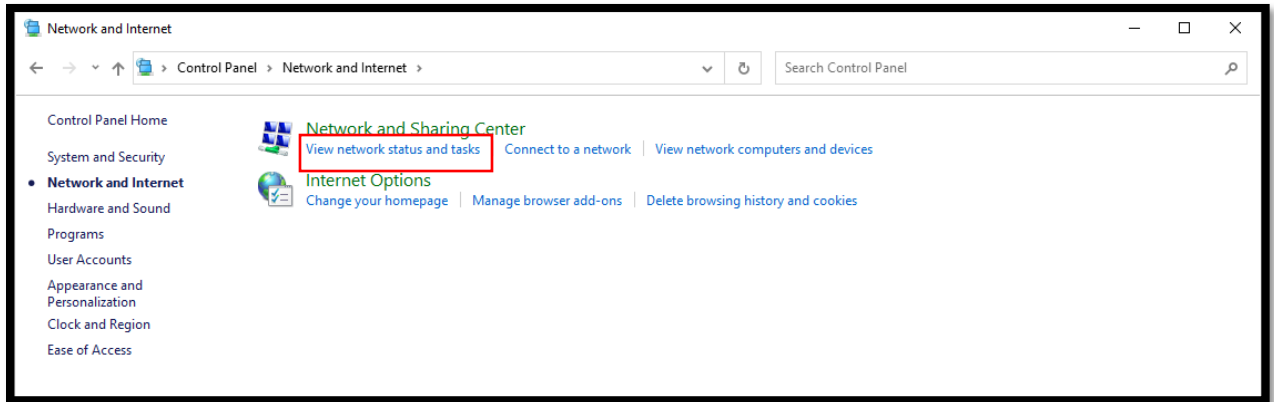 Network and Internet
Control Panel > Network and Internet >
Search Control Panel
Control Panel Home
System and Security
Network and Internet
Hardware and Sound
Programs
User Accounts
Appearance and
Personalization
Clock and Region
Ease of Access
Network and Sharing Center
View network status and tasks
Connect to a network
View network computers and devices
Internet Options
Change your homepage
Manage browser add-ons
Delete browsing history and cookies